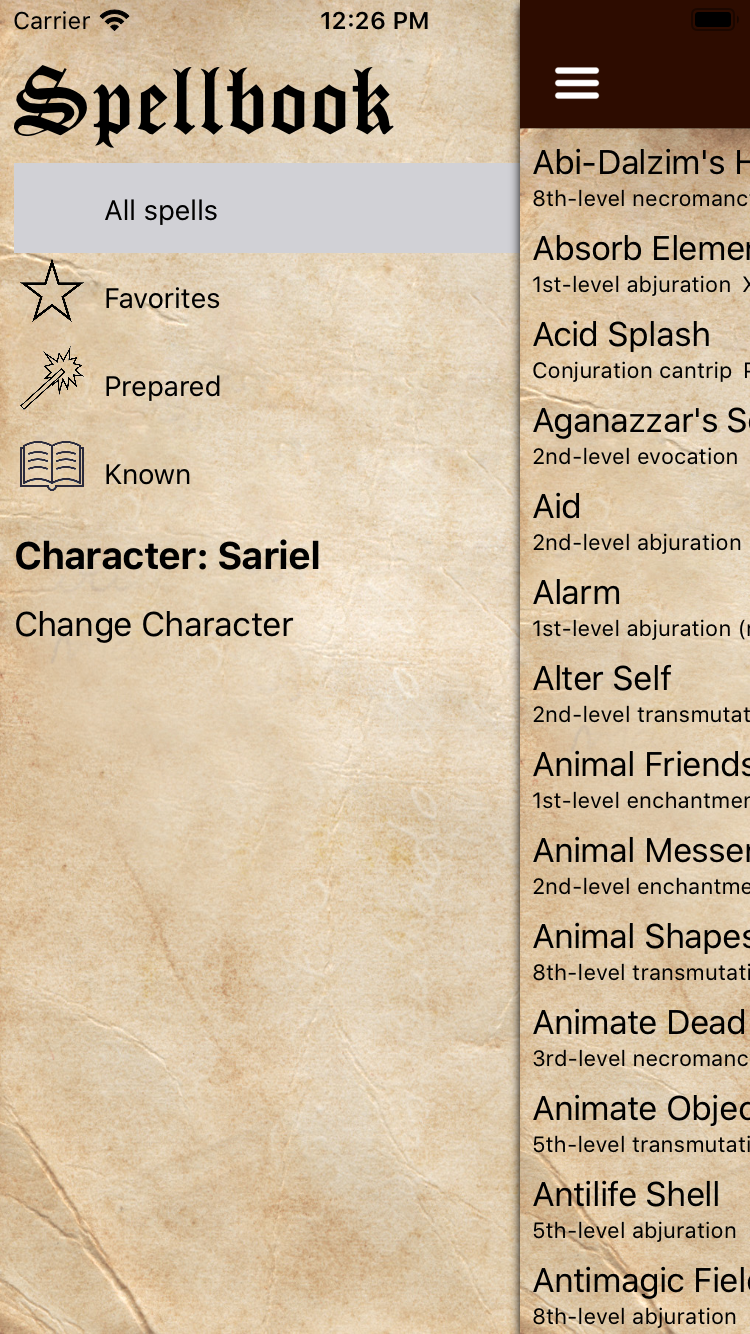 Carrier 12:26 PM
Spellbook
All spells
Favorites
Prepared
Known
Character: Sariel
Change Character
Abi-Dalzim's H
8th-level necromancy
Absorb Elemen
1st-level abjuration X
Acid Splash
Conjuration cantrip P
Aganazzar's Sc
2nd-level evocation
Aid
2nd-level abjuration
Alarm
1st-level abjuration (r
Alter Self
2nd-level transmutat
Animal Friends
1st-level enchantmen
Animal Messen
2nd-level enchantme
Animal Shapes
8th-level transmutati
Animate Dead
3rd-level necromanc
Animate Objec
5th-level transmutati
Antilife Shell
5th-level abjuration
Antimagic Field
8th-level abjuration